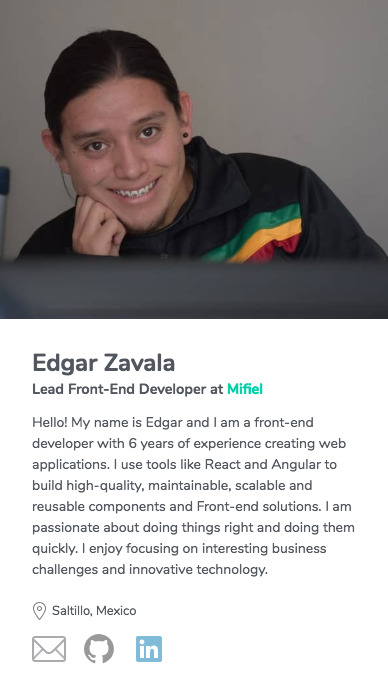 Edgar Zavala
Lead Front-End Developer at Mifiel
Hello! My name is Edgar and I am a front-end
developer with 6 years of experience creating web
applications. I use tools like React and Angular to
build high-quality, maintainable, scalable and
reusable components and Front-end solutions. I am
passionate about doing things right and doing them
quickly. I enjoy focusing on interesting business
challenges and innovative technology.
Saltillo, Mexico
in